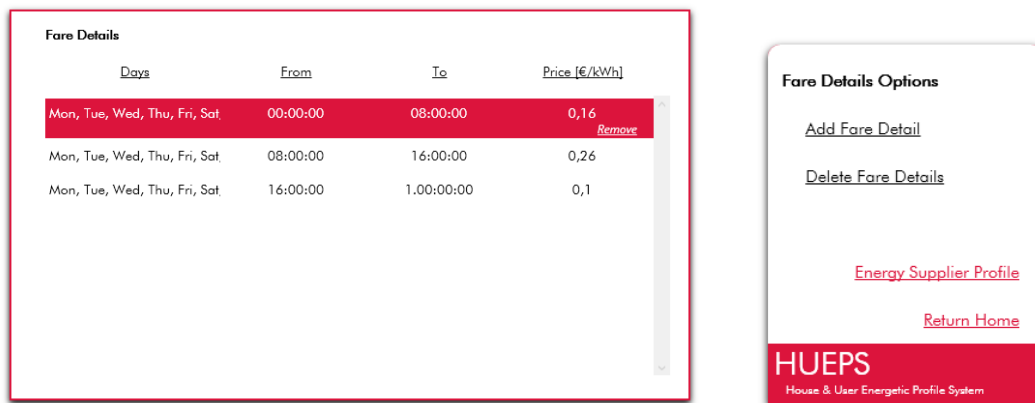 Fare Details
Days From To Price [€/kWh]
Mon, Tue, Wed, Thu, Fri, Sat, 00:00:00 08:00:00 0,16
Remove
Mon, Tue, Wed, Thu, Fri, Sat, 08:00:00 16:00:00 0,26
Mon, Tue, Wed, Thu, Fri, Sat, 16:00:00 1.00:00:00 0,1
Fare Details Options
Add Fare Detail
Delete Fare Details
Energy Supplier Profile
Return Home
HUEPS
House & User Energetic Profile System